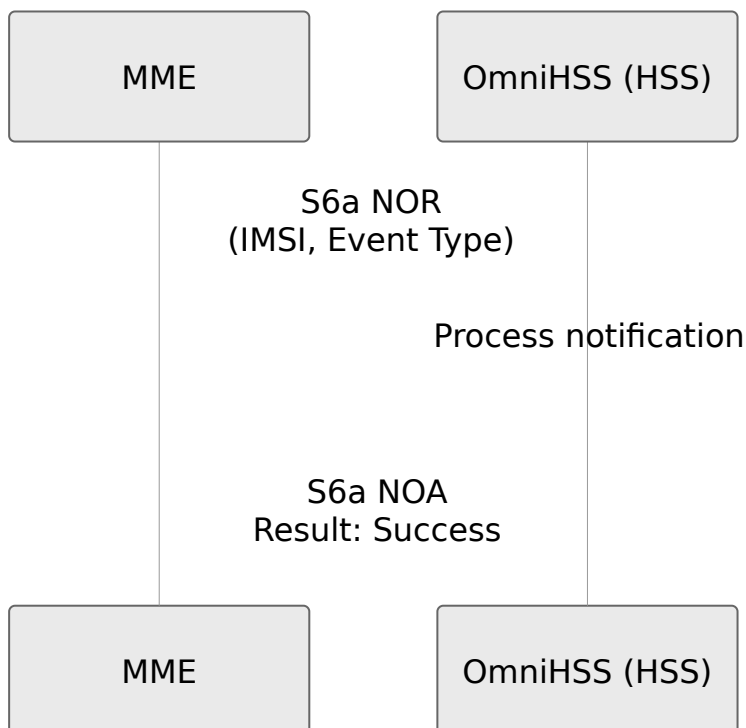 MME
OmniHSS (HSS)
S6a NOR
(IMSI, Event Type)
Process notification
S6a NOA
Result: Success
MME
OmniHSS (HSS)